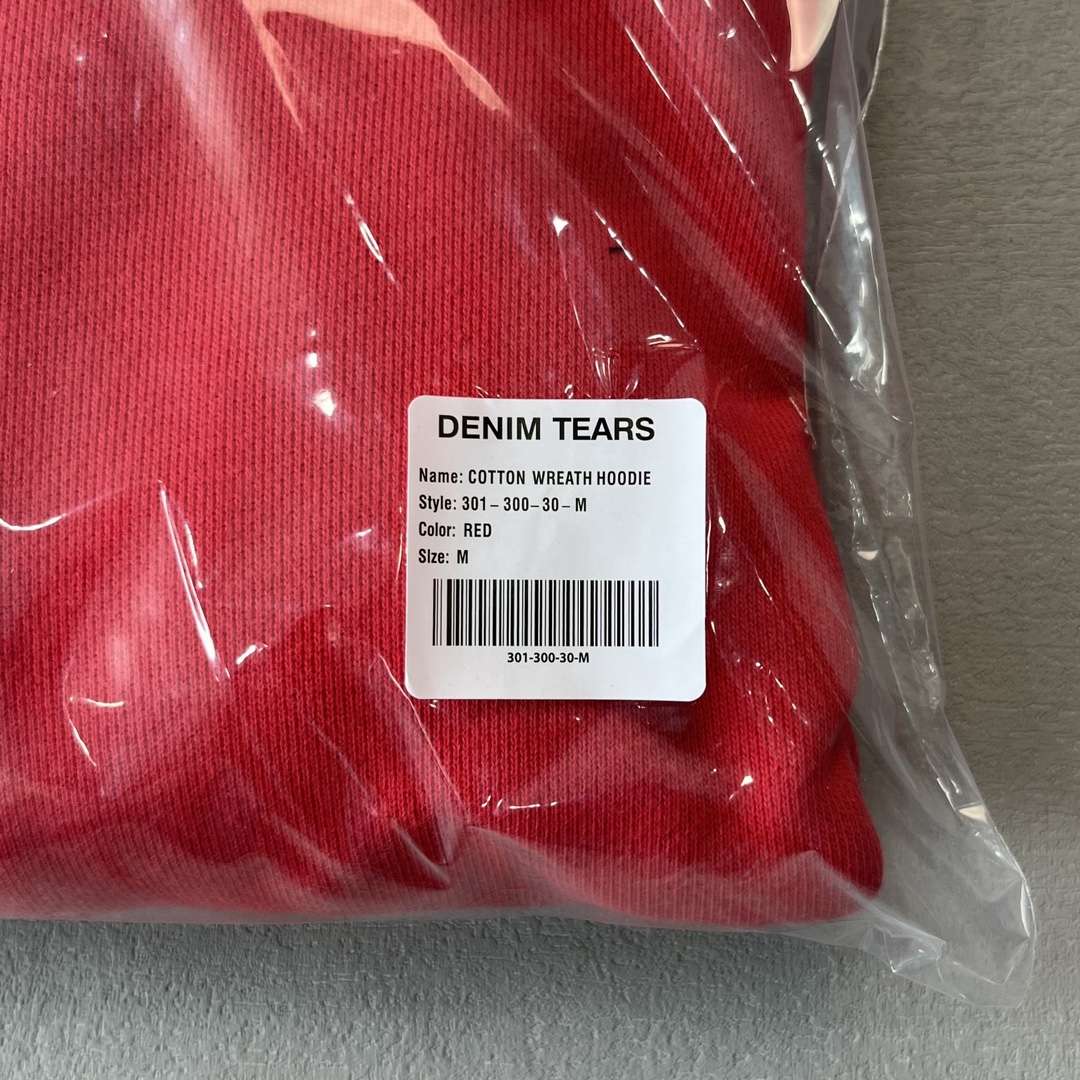 DENIM TEARS
Name: COTTON WREATH HOODIE
Style: 301-300-30-M
Color: RED
SIze: M
301-300-30-M